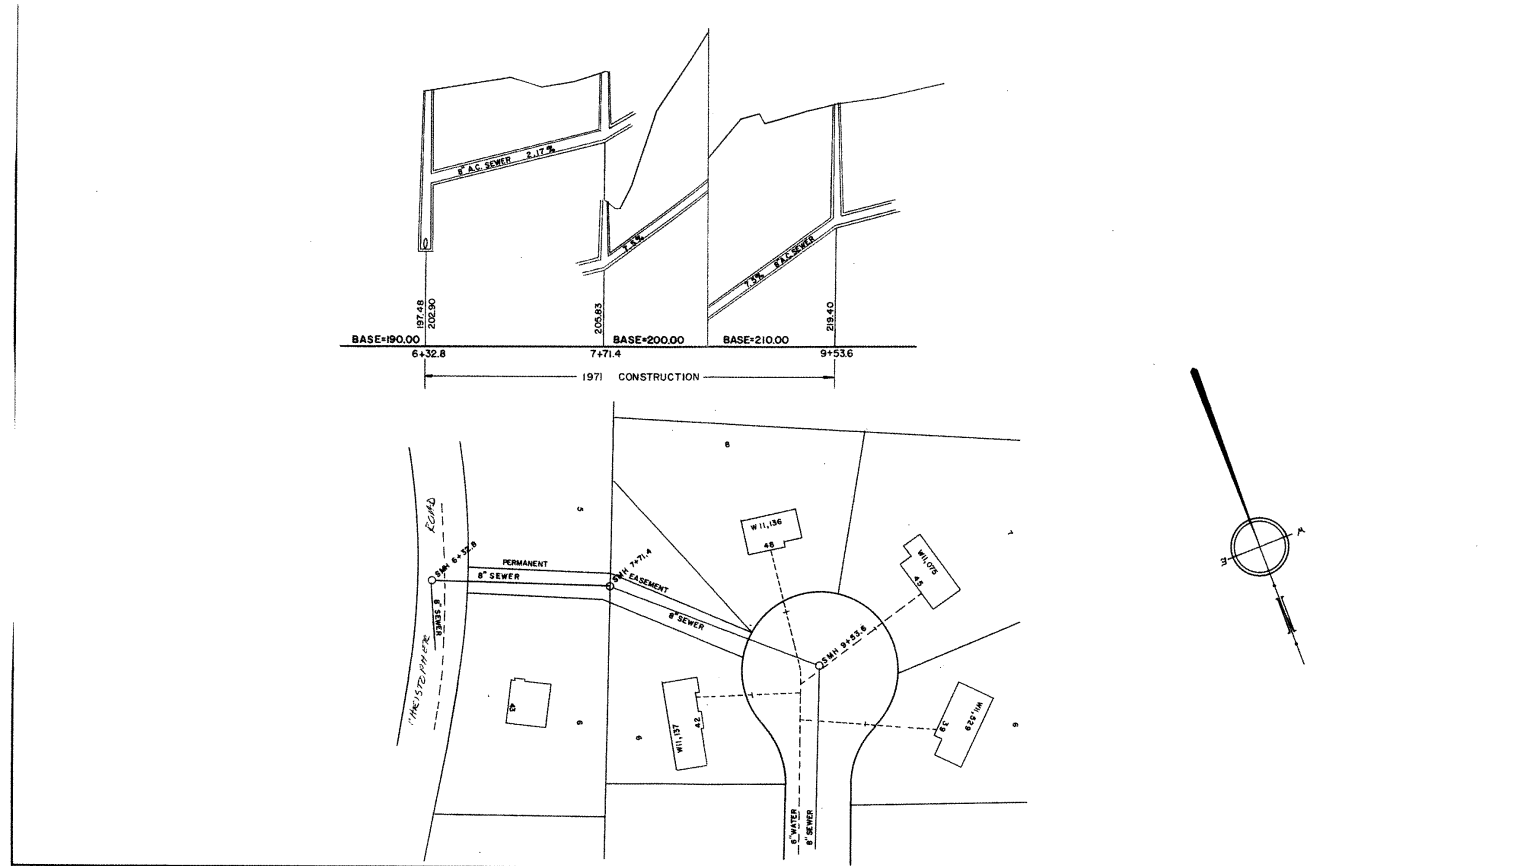 8" A.C. SEWER 2.17%
7.5%
7.5% 8" A.C. SEWER
197.48
202.90
205.83
219.40
BASE=190.00
BASE=200.00
BASE=210.00
6+32.8
7+71.4
9+53.6
1971 CONSTRUCTION
8
ROAD
5
W11,136
48
7
W11,075
45
SMH 6+32.8
PERMANENT
8" SEWER
SMH 7+71.4
EASEMENT
8" SEWER
8" SEWER
SMH 9+53.6
W
E
N
43
6
6
W11,137
42
W11,529
39
6
6" WATER
8" SEWER